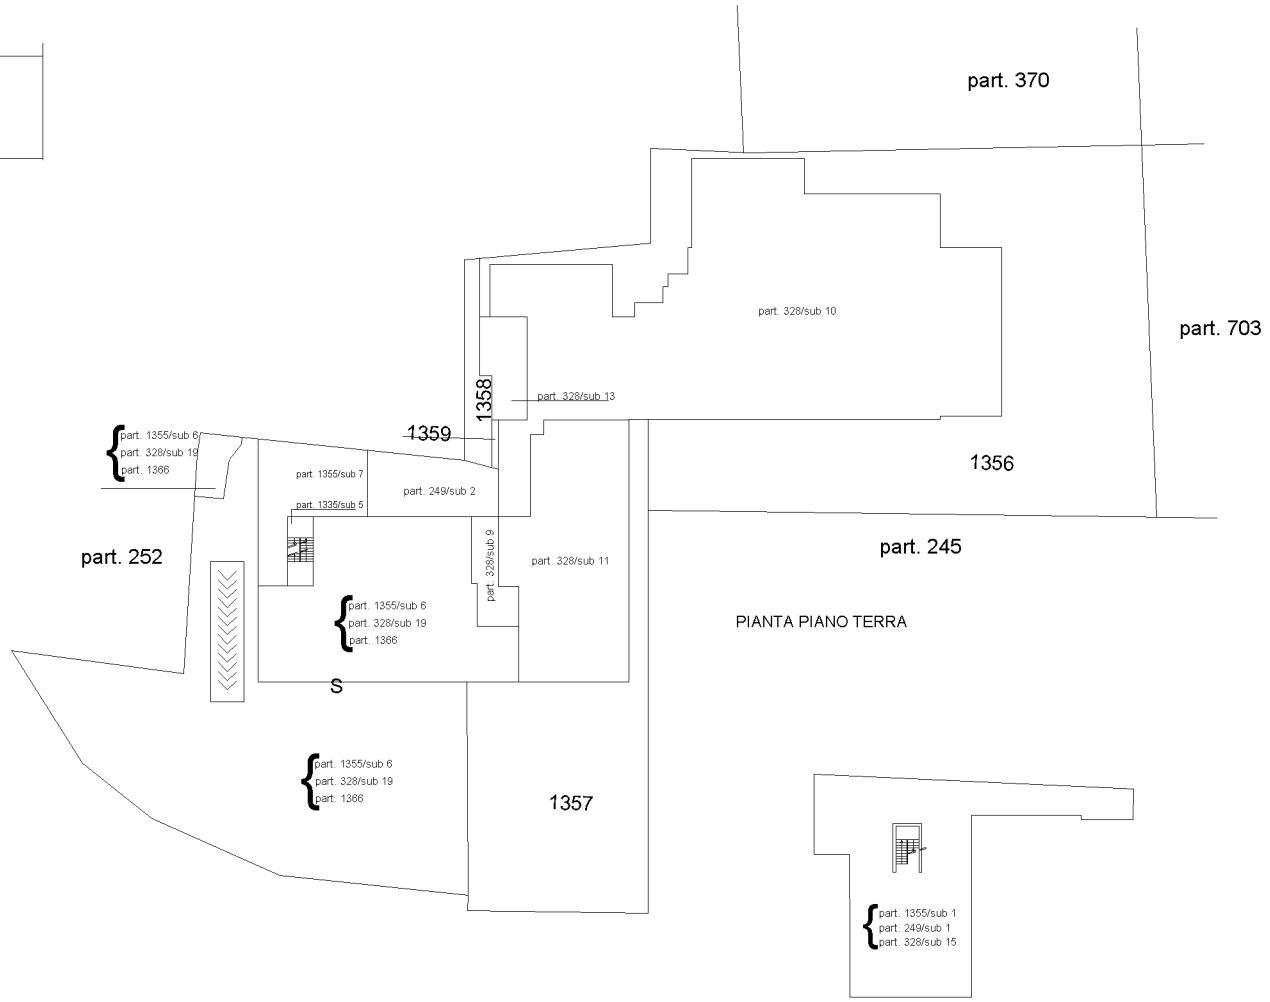 part. 370
part. 703
part. 328/sub 10
1358
part. 328/sub 13
1359
1356
part. 1355/sub 6
part. 328/sub 19
part. 1366
part. 1355/sub 7
part. 249/sub 2
part. 1335/sub 5
part. 252
part. 328/sub 9
part. 328/sub 11
part. 245
part. 1355/sub 6
part. 328/sub 19
part. 1366
PIANTA PIANO TERRA
S
part. 1355/sub 6
part. 328/sub 19
part. 1366
1357
part. 1355/sub 1
part. 249/sub 1
part. 328/sub 15